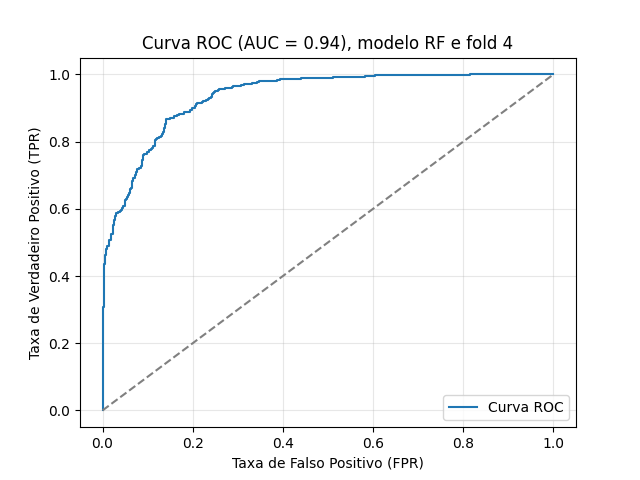 Curva ROC (AUC = 0.94), modelo RF e fold 4
Taxa de Verdadeiro Positivo (TPR)
1.0
0.8
0.6
0.4
0.2
0.0
Curva ROC
0.0 0.2 0.4 0.6 0.8 1.0
Taxa de Falso Positivo (FPR)